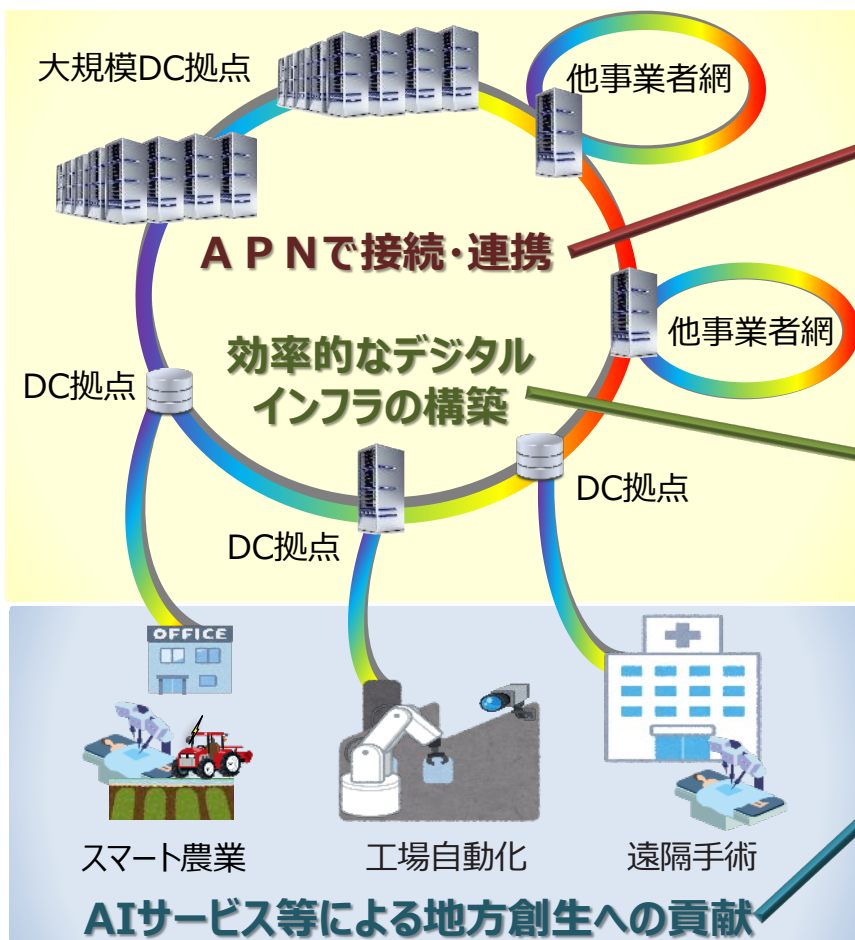 大規模DC拠点
他事業者網
APNで接続・連携
他事業者網
効率的なデジタル
インフラの構築
DC拠点
DC拠点
DC拠点
OFFICE
スマート農業
工場自動化
遠隔手術
AIサービス等による地方創生への貢献